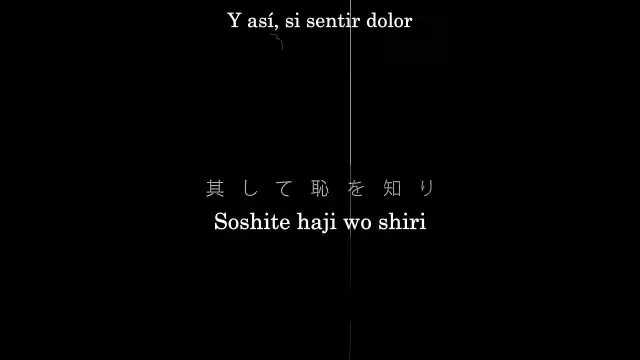 Y así, si sentir dolor
其して恥を知り
Soshite haji wo shiri